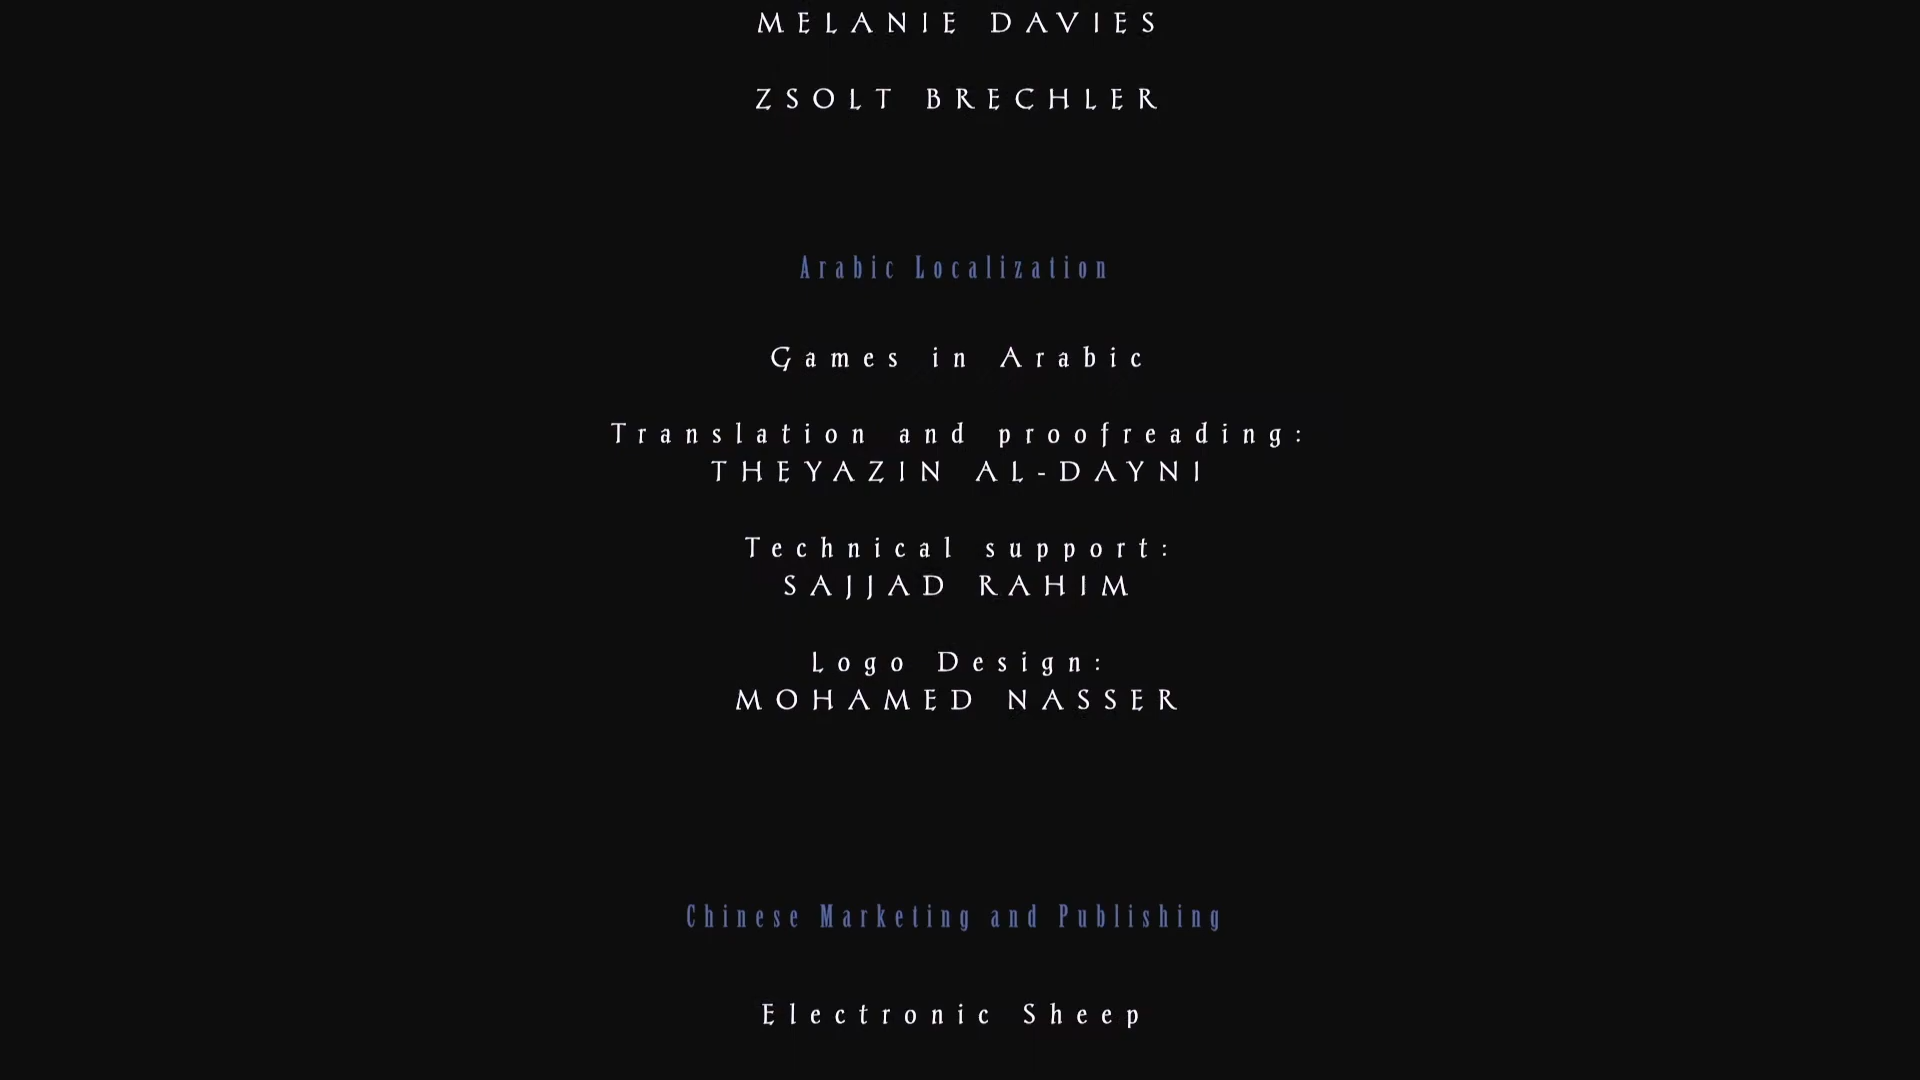 MELANIE DAVIES
ZSOLT BRECHLER
Arabic Localization
Games in Arabic
Translation and proofreading:
THEYAZIN AL-DAYNI
Technical support:
SAJJAD RAHIM
Logo Design:
MOHAMED NASSER
Chinese Marketing and Publishing
Electronic Sheep